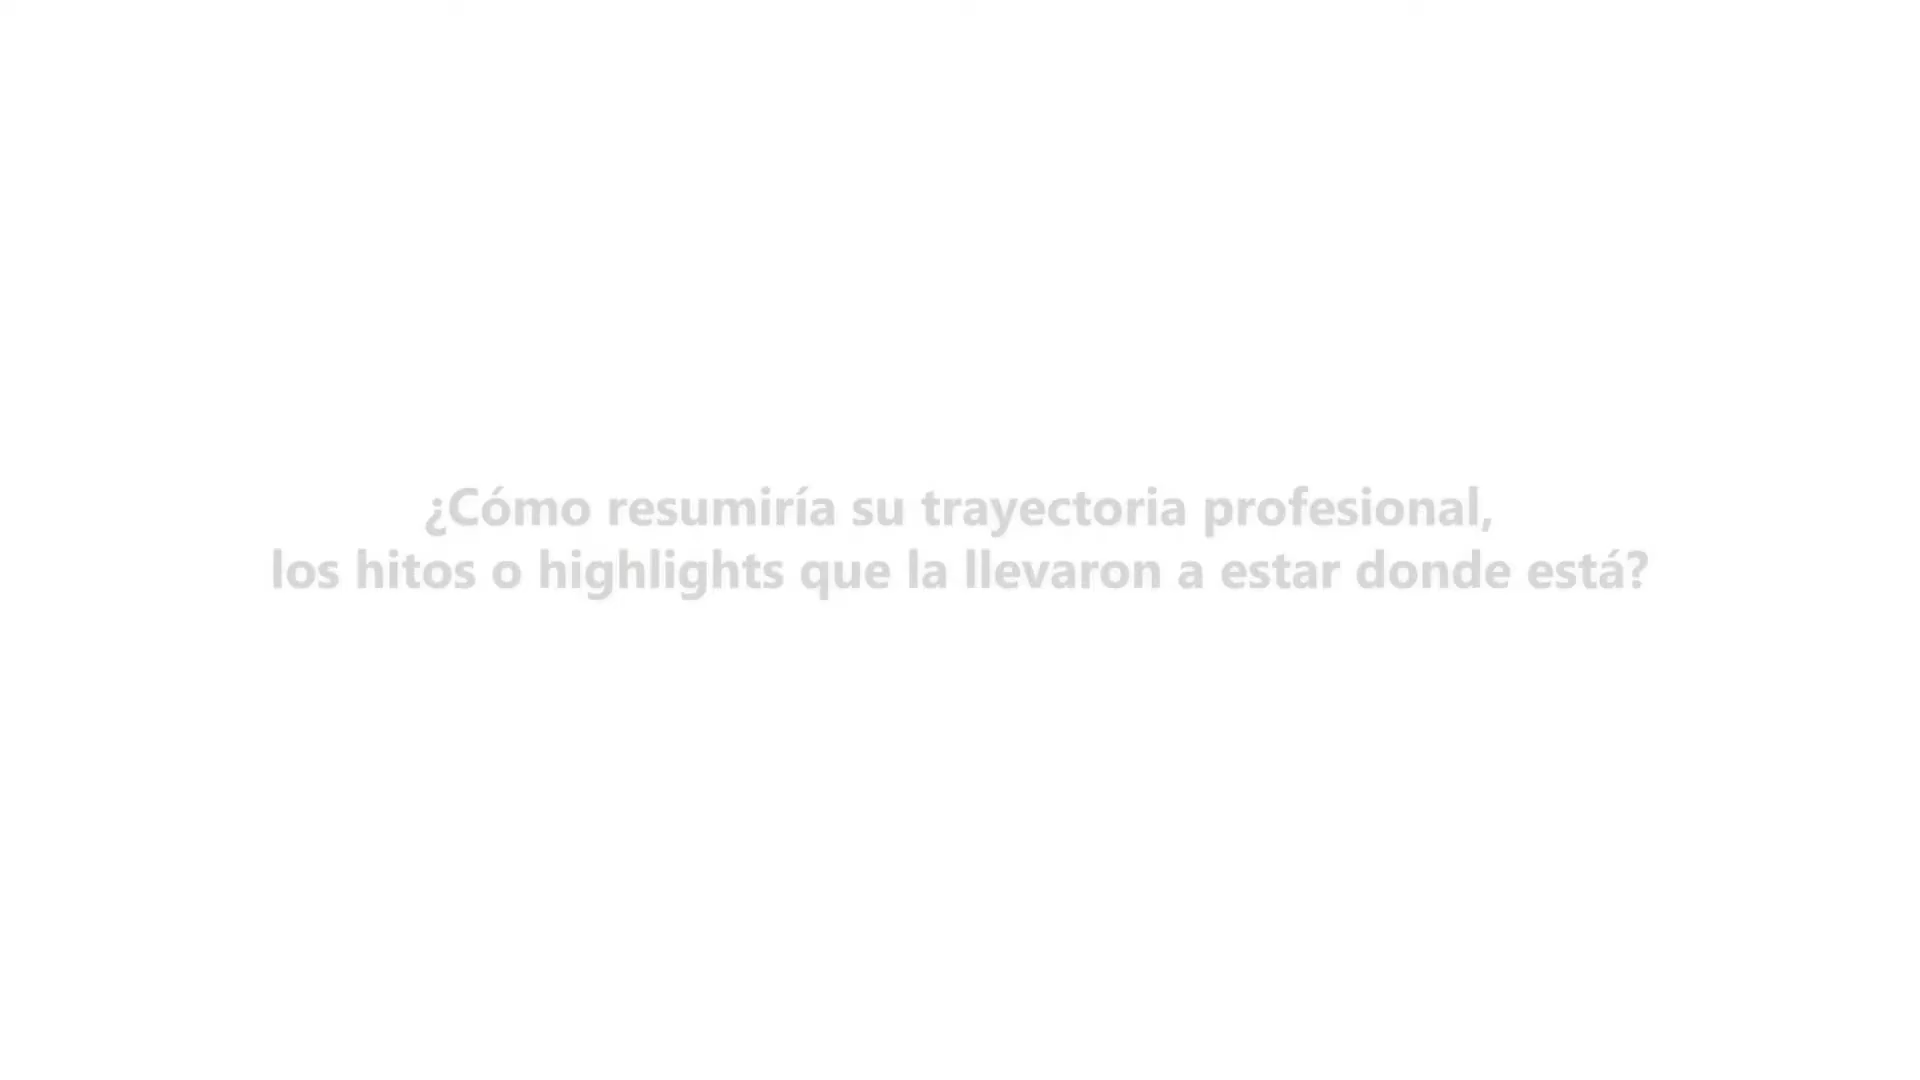 ¿Cómo resumiría su trayectoria profesional,
los hitos o highlights que la llevaron a estar donde está?